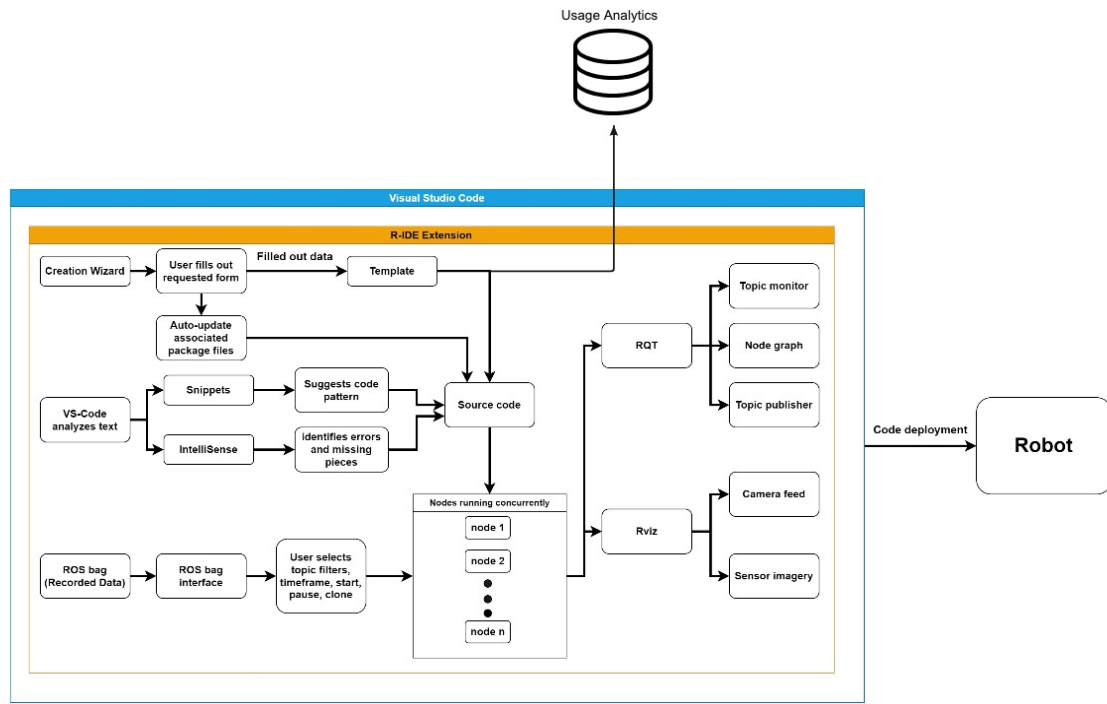 Usage Analytics
Visual Studio Code
R-IDE Extension
Creation Wizard
User fills out
requested form
Filled out data
Template
Auto-update
associated
package files
VS-Code
analyzes text
Snippets
Suggests code
pattern
IntelliSense
identifies errors
and missing
pieces
Source code
ROS bag
(Recorded Data)
ROS bag
interface
User selects
topic filters,
timeframe, start,
pause, clone
Nodes running concurrently
node 1
node 2
node n
RQT
Topic monitor
Node graph
Topic publisher
Rviz
Camera feed
Sensor imagery
Code deployment
Robot